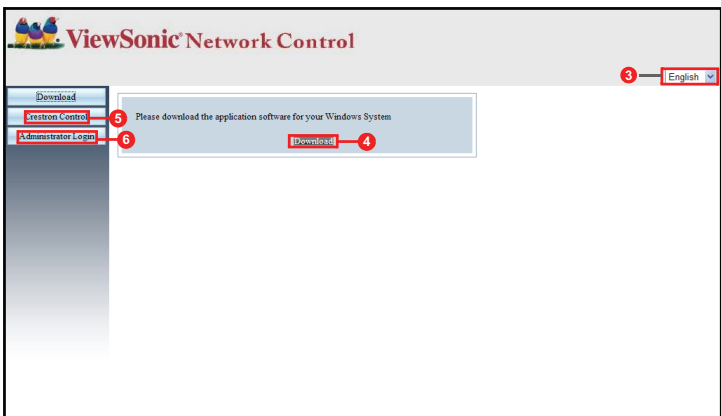 ViewSonic® Network Control
3
English
Download
Crestron Control
5
Administrator Login
6
Please download the application software for your Windows System
Download
4